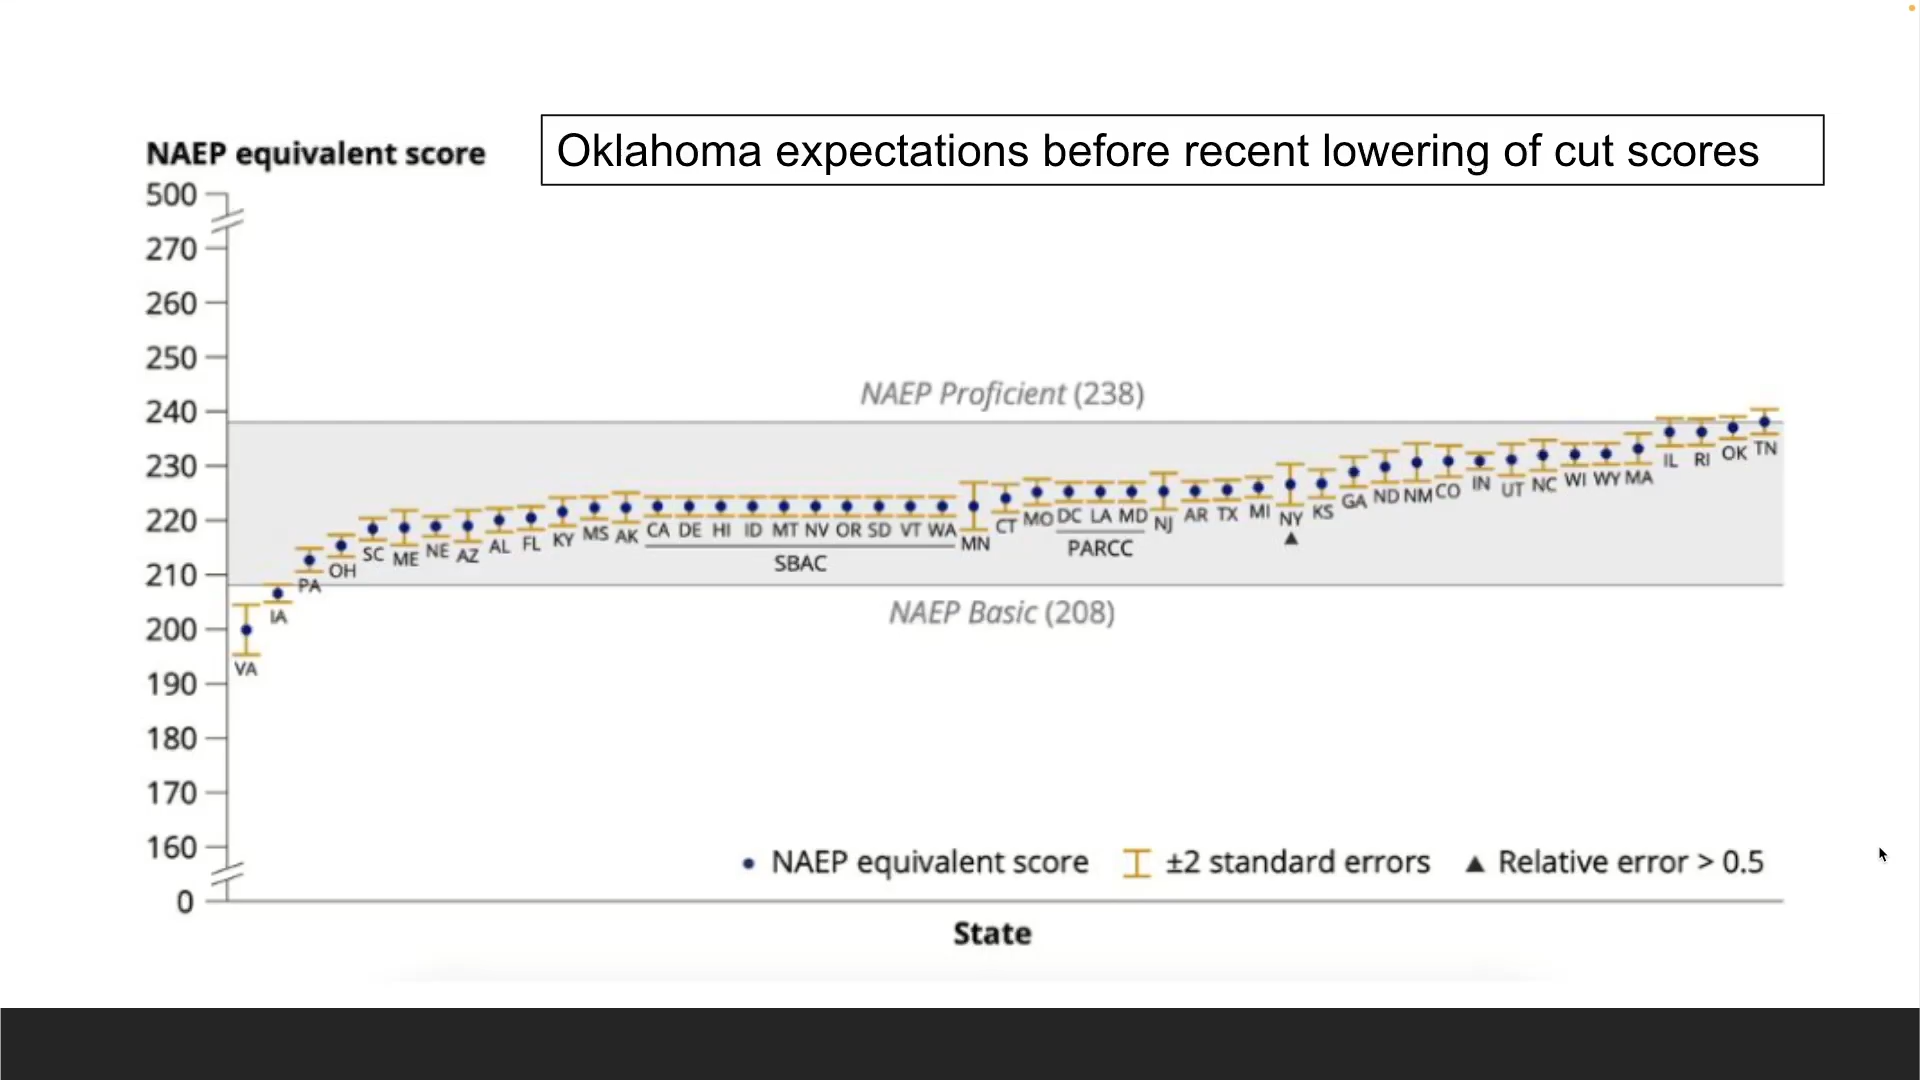 Oklahoma expectations before recent lowering of cut scores
NAEP equivalent score
500
270
260
250
240
230
220
210
200
190
180
170
160
0
NAEP Proficient (238)
NAEP Basic (208)
VA
IA
PA
OH
SC
ME
NE
AZ
AL
FL
KY
MS
AK
CA DE HI ID MT NV OR SD VT WA
SBAC
MN
CT
MO
DC LA MD
PARCC
NJ
AR
TX
MI
NY
KS
GA
ND
NM
CO
IN
UT
NC
WI
WY
MA
IL
RI
OK
TN
NAEP equivalent score ±2 standard errors Relative error > 0.5
State